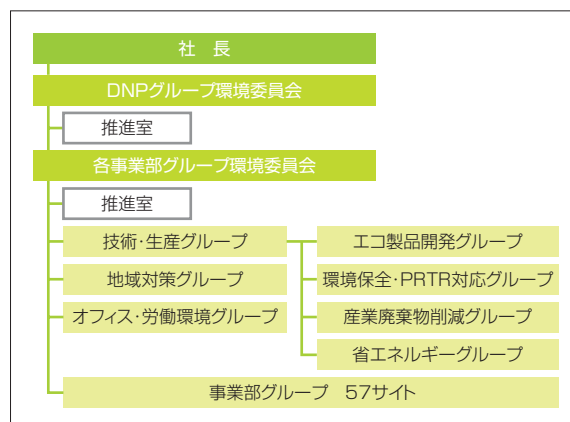 社 長
DNPグループ環境委員会
推進室
各事業部グループ環境委員会
推進室
技術・生産グループ
エコ製品開発グループ
地域対策グループ
環境保全・PRTR対応グループ
オフィス・労働環境グループ
産業廃棄物削減グループ
省エネルギーグループ
事業部グループ 57サイト